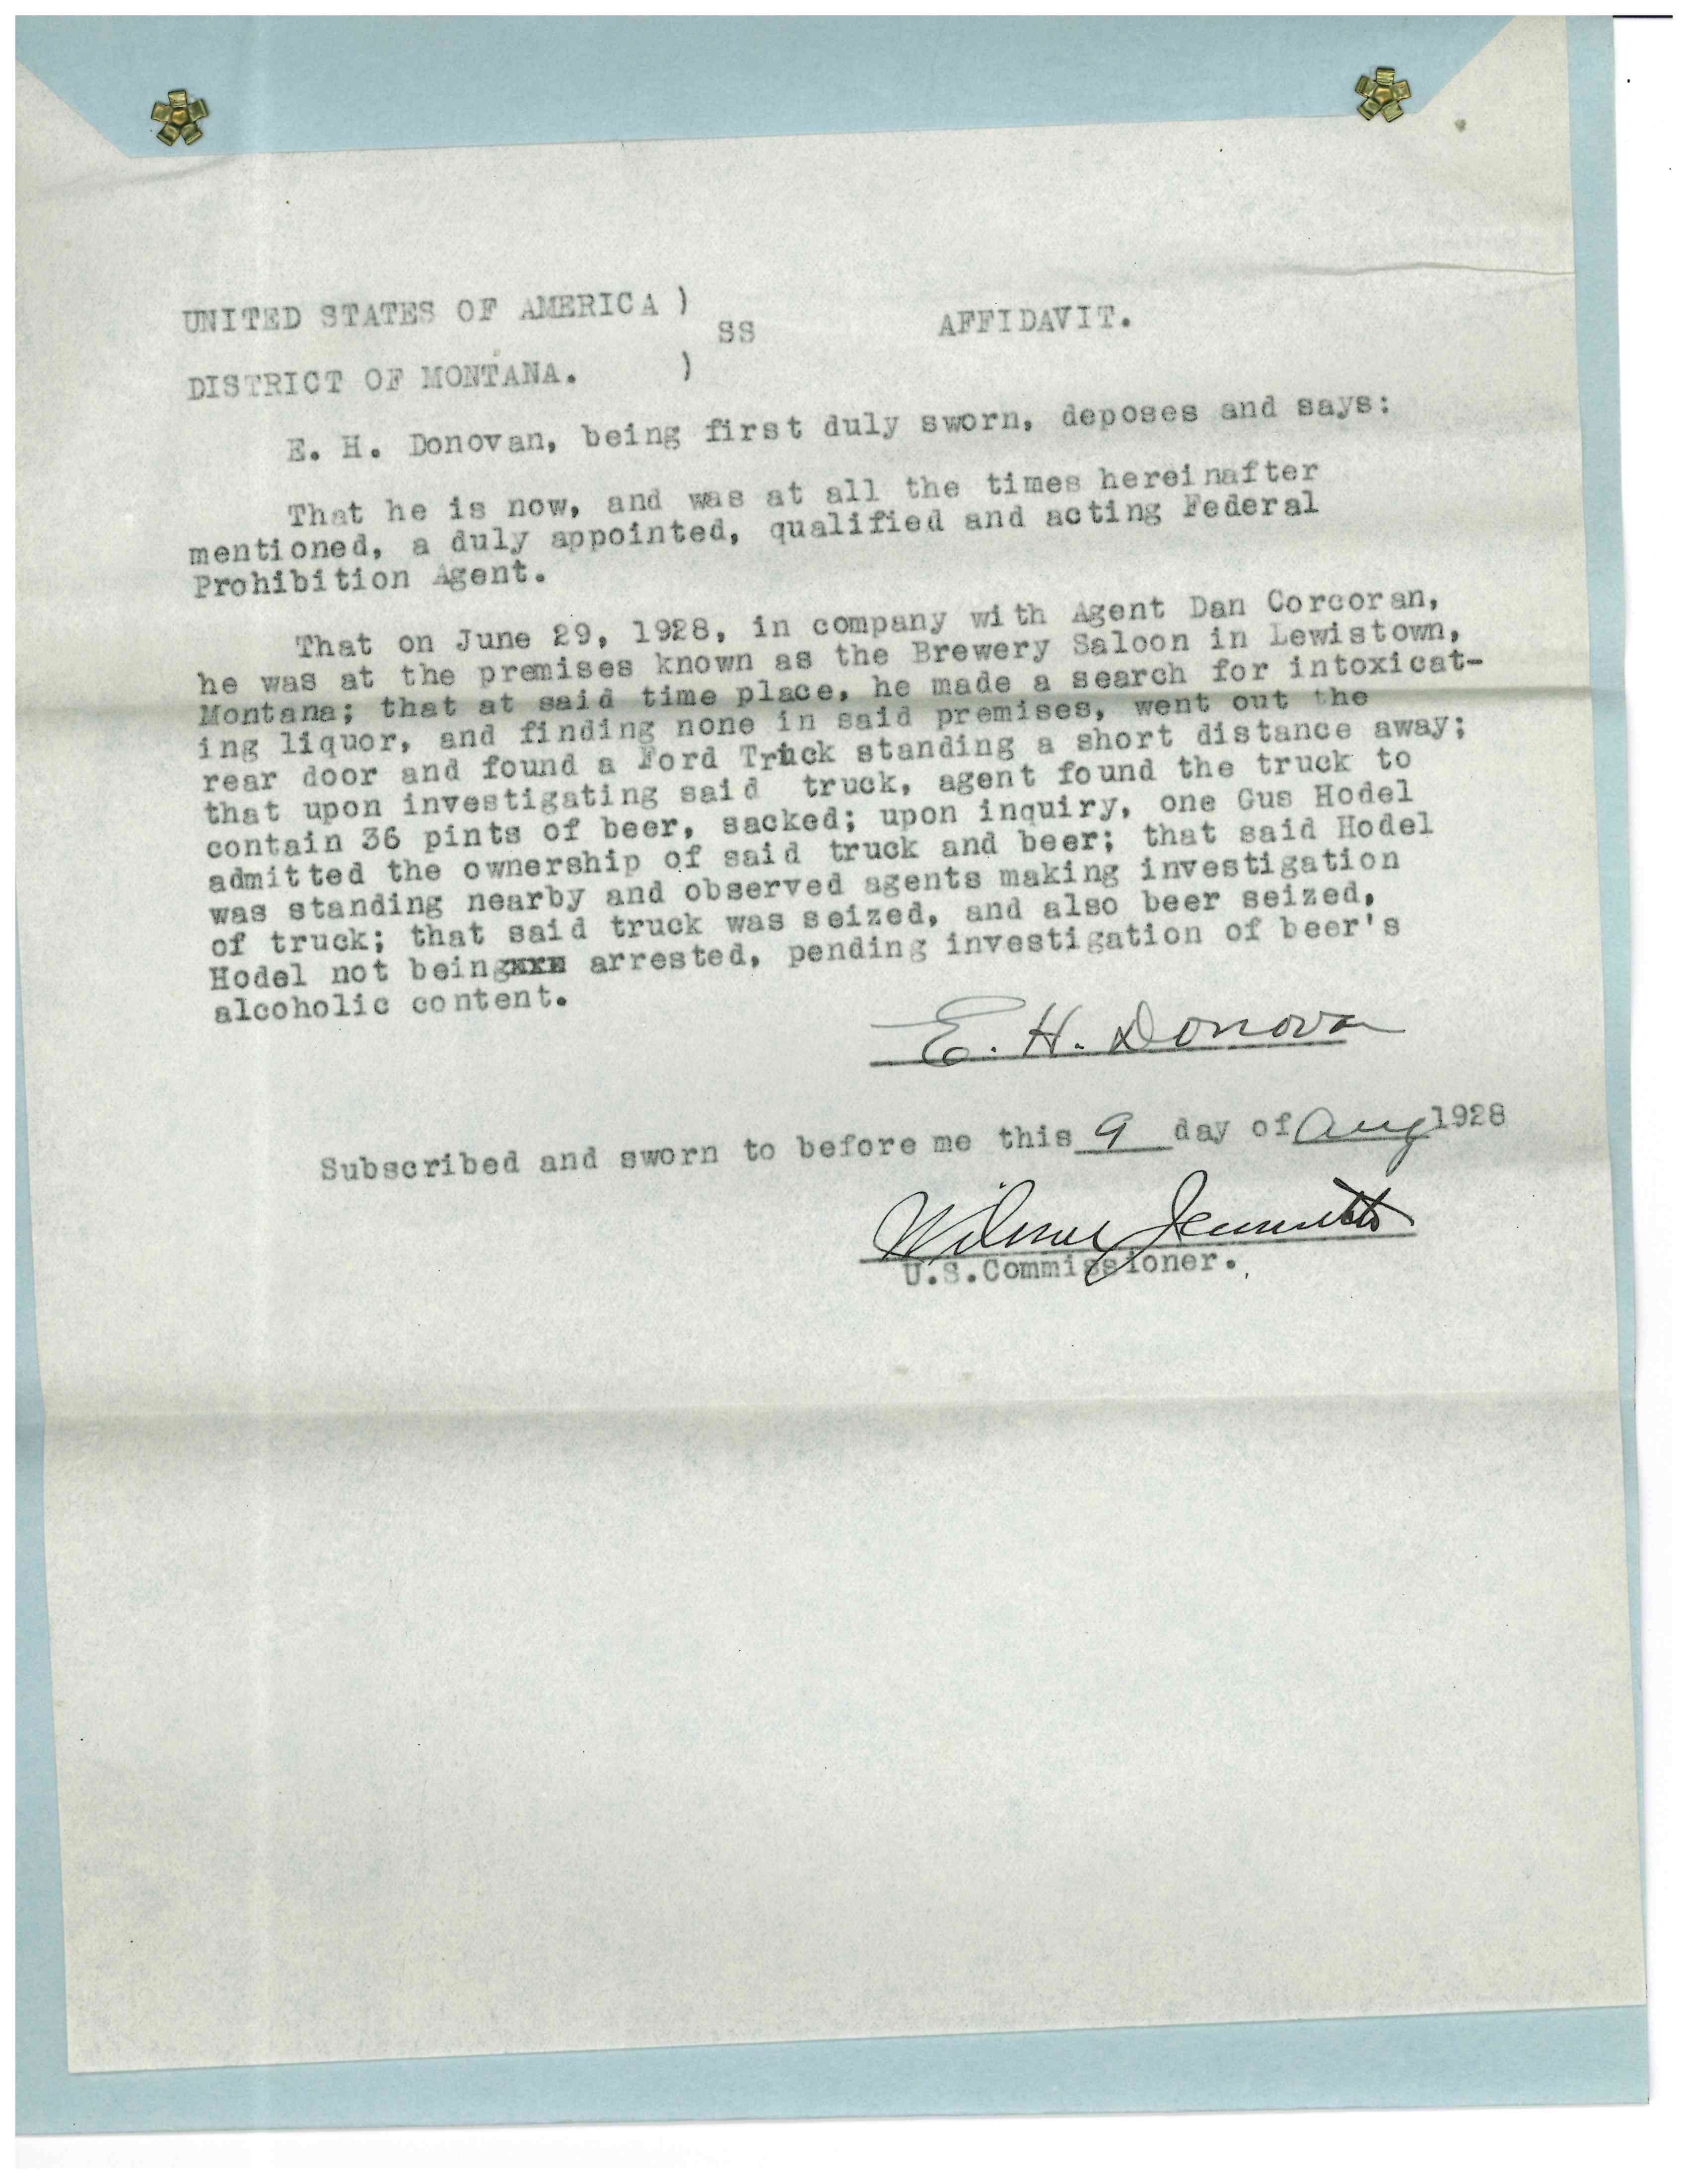 UNITED STATES OF AMERICA )
SS AFFIDAVIT.
DISTRICT OF MONTANA. )
E. H. Donovan, being first duly sworn, deposes and says:
That he is now, and was at all the times hereinafter
mentioned, a duly appointed, qualified and acting Federal
Prohibition Agent.
That on June 29, 1928, in company with Agent Dan Corcoran,
he was at the premises known as the Brewery Saloon in Lewistown,
Montana; that at said time place, he made a search for intoxicat-
ing liquor, and finding none in said premises, went out the
rear door and found a Ford Truck standing a short distance away;
that upon investigating said truck, agent found the truck to
contain 36 pints of beer, sacked; upon inquiry, one Gus Hodel
admitted the ownership of said truck and beer; that said Hodel
was standing nearby and observed agents making investigation
of truck; that said truck was seized, and also beer seized,
Hodel not being arrested, pending investigation of beer's
alcoholic content.
E. H. Donovan
Subscribed and sworn to before me this 9 day of Aug 1928
U.S.Commissioner.